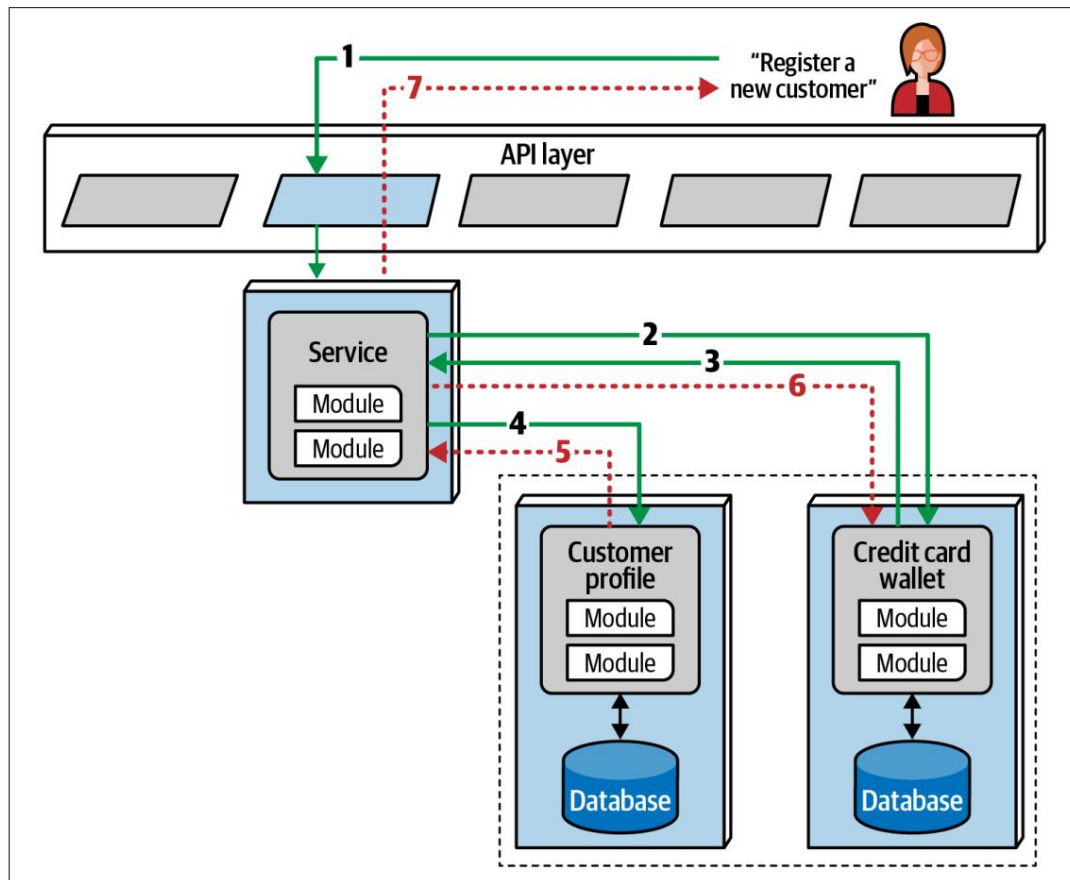 1
7
“Register a
new customer”
API layer
Service
Module
Module
2
3
6
4
5
Customer
profile
Module
Module
Database
Credit card
wallet
Module
Module
Database